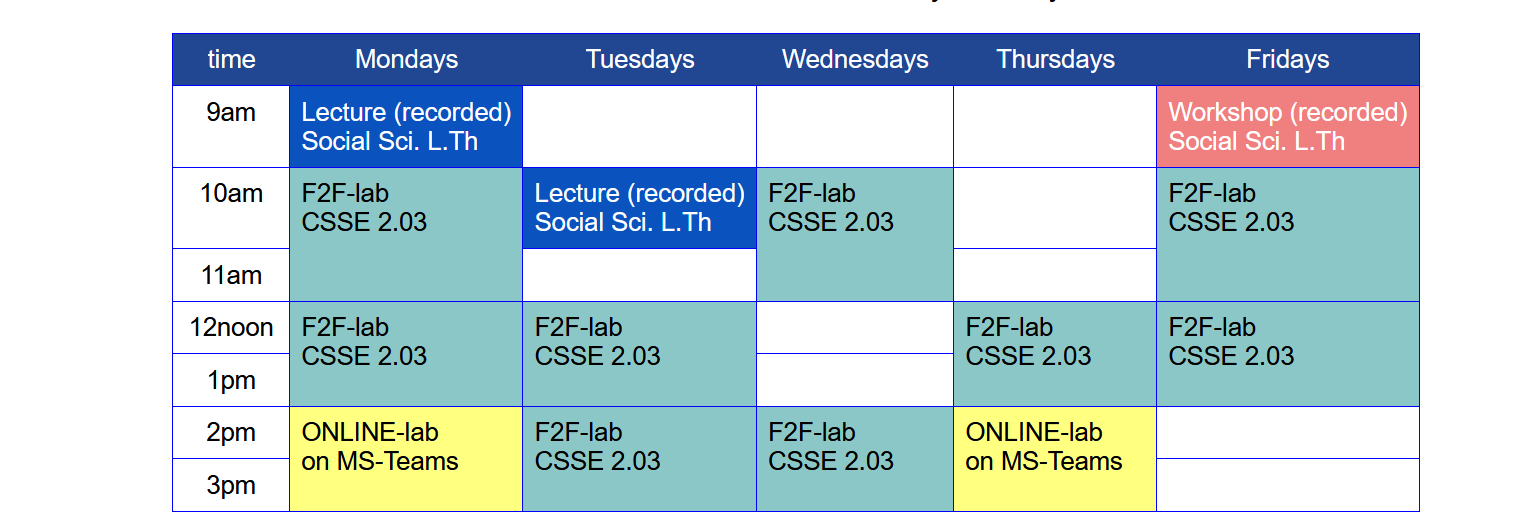 time Mondays Tuesdays Wednesdays Thursdays Fridays
9am Lecture (recorded) Workshop (recorded)
Social Sci. L.Th Social Sci. L.Th
10am F2F-lab Lecture (recorded) F2F-lab F2F-lab
CSSE 2.03 Social Sci. L.Th CSSE 2.03 CSSE 2.03
11am
12noon F2F-lab F2F-lab F2F-lab F2F-lab
CSSE 2.03 CSSE 2.03 CSSE 2.03 CSSE 2.03
1pm
2pm ONLINE-lab F2F-lab F2F-lab ONLINE-lab
on MS-Teams CSSE 2.03 CSSE 2.03 on MS-Teams
3pm